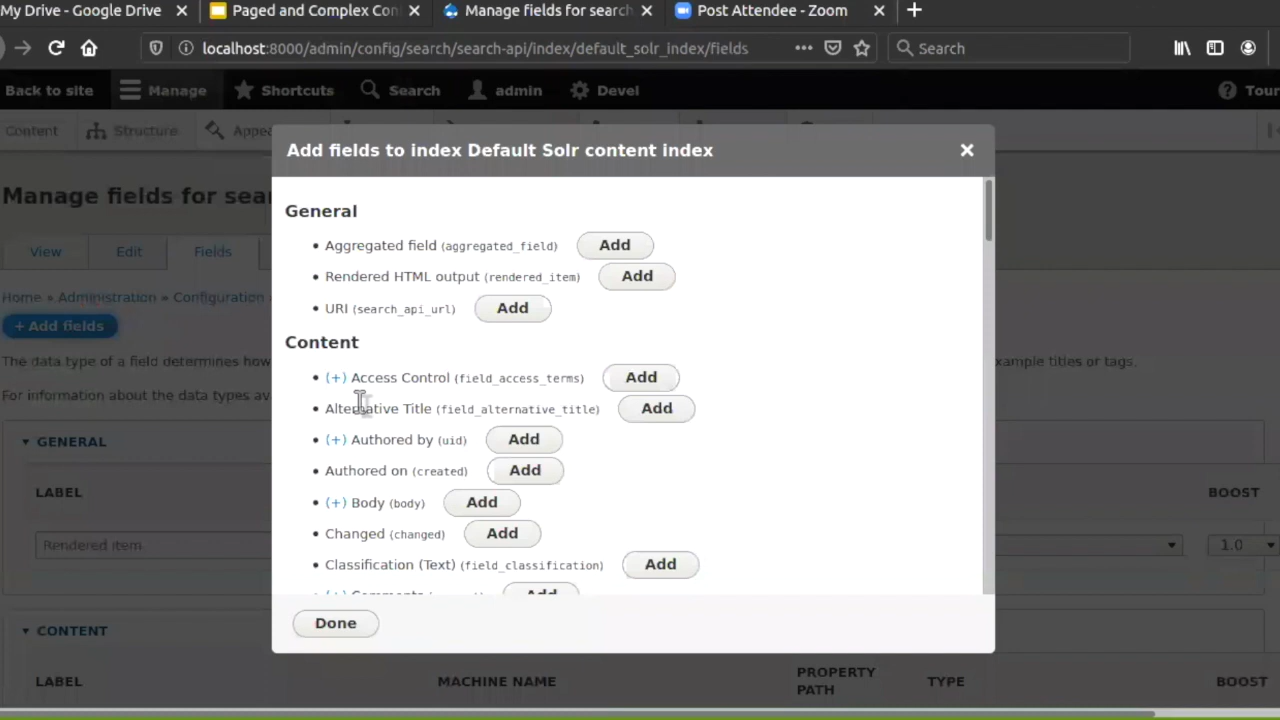 My Drive - Google Drive
Paged and Complex Con
Manage fields for search
Post Attendee - Zoom
localhost:8000/admin/config/search/search-api/index/default_solr_index/fields
Search
Back to site
Manage
Shortcuts
Search
admin
Devel
Tour
Content
Structure
Appe
Add fields to index Default Solr content index
Manage fields for sear
General
Aggregated field (aggregated_field) Add
Rendered HTML output (rendered_item) Add
URI (search_api_url) Add
Content
(+) Access Control (field_access_terms) Add
Alternative Title (field_alternative_title) Add
(+) Authored by (uid) Add
Authored on (created) Add
(+) Body (body) Add
Changed (changed) Add
Classification (Text) (field_classification) Add
(+) Comments Add
Done
View
Edit
Fields
Home » Administration » Configuration
+ Add fields
The data type of a field determines how
example titles or tags.
For information about the data types av
GENERAL
LABEL
BOOST
Rendered item
1.0
CONTENT
LABEL
MACHINE NAME
PROPERTY
PATH
TYPE
BOOST